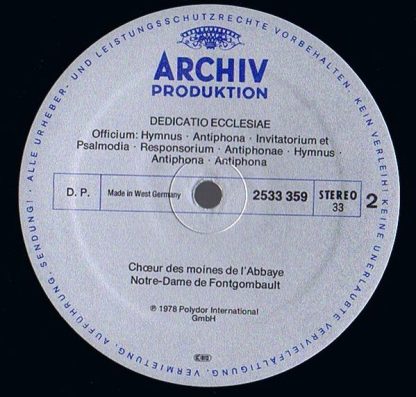 ALLE URHEBER- UND LEISTUNGSSCHUTZRECHTE VORBEHALTEN · KEIN VERLEIH! KEINE UNERLAUBTE VERVIELFÄLTIGUNG, VERMIETUNG, AUFFÜHRUNG, SENDUNG! ·
ARCHIV
PRODUKTION
DEDICATIO ECCLESIAE
Officium: Hymnus · Antiphona · Invitatorium et
Psalmodia · Responsorium · Antiphonae · Hymnus ·
Antiphona · Antiphona
D. P. Made in West Germany 2533 359 STEREO 2
33
Chœur des moines de l'Abbaye
Notre-Dame de Fontgombault
℗ 1978 Polydor International
GmbH